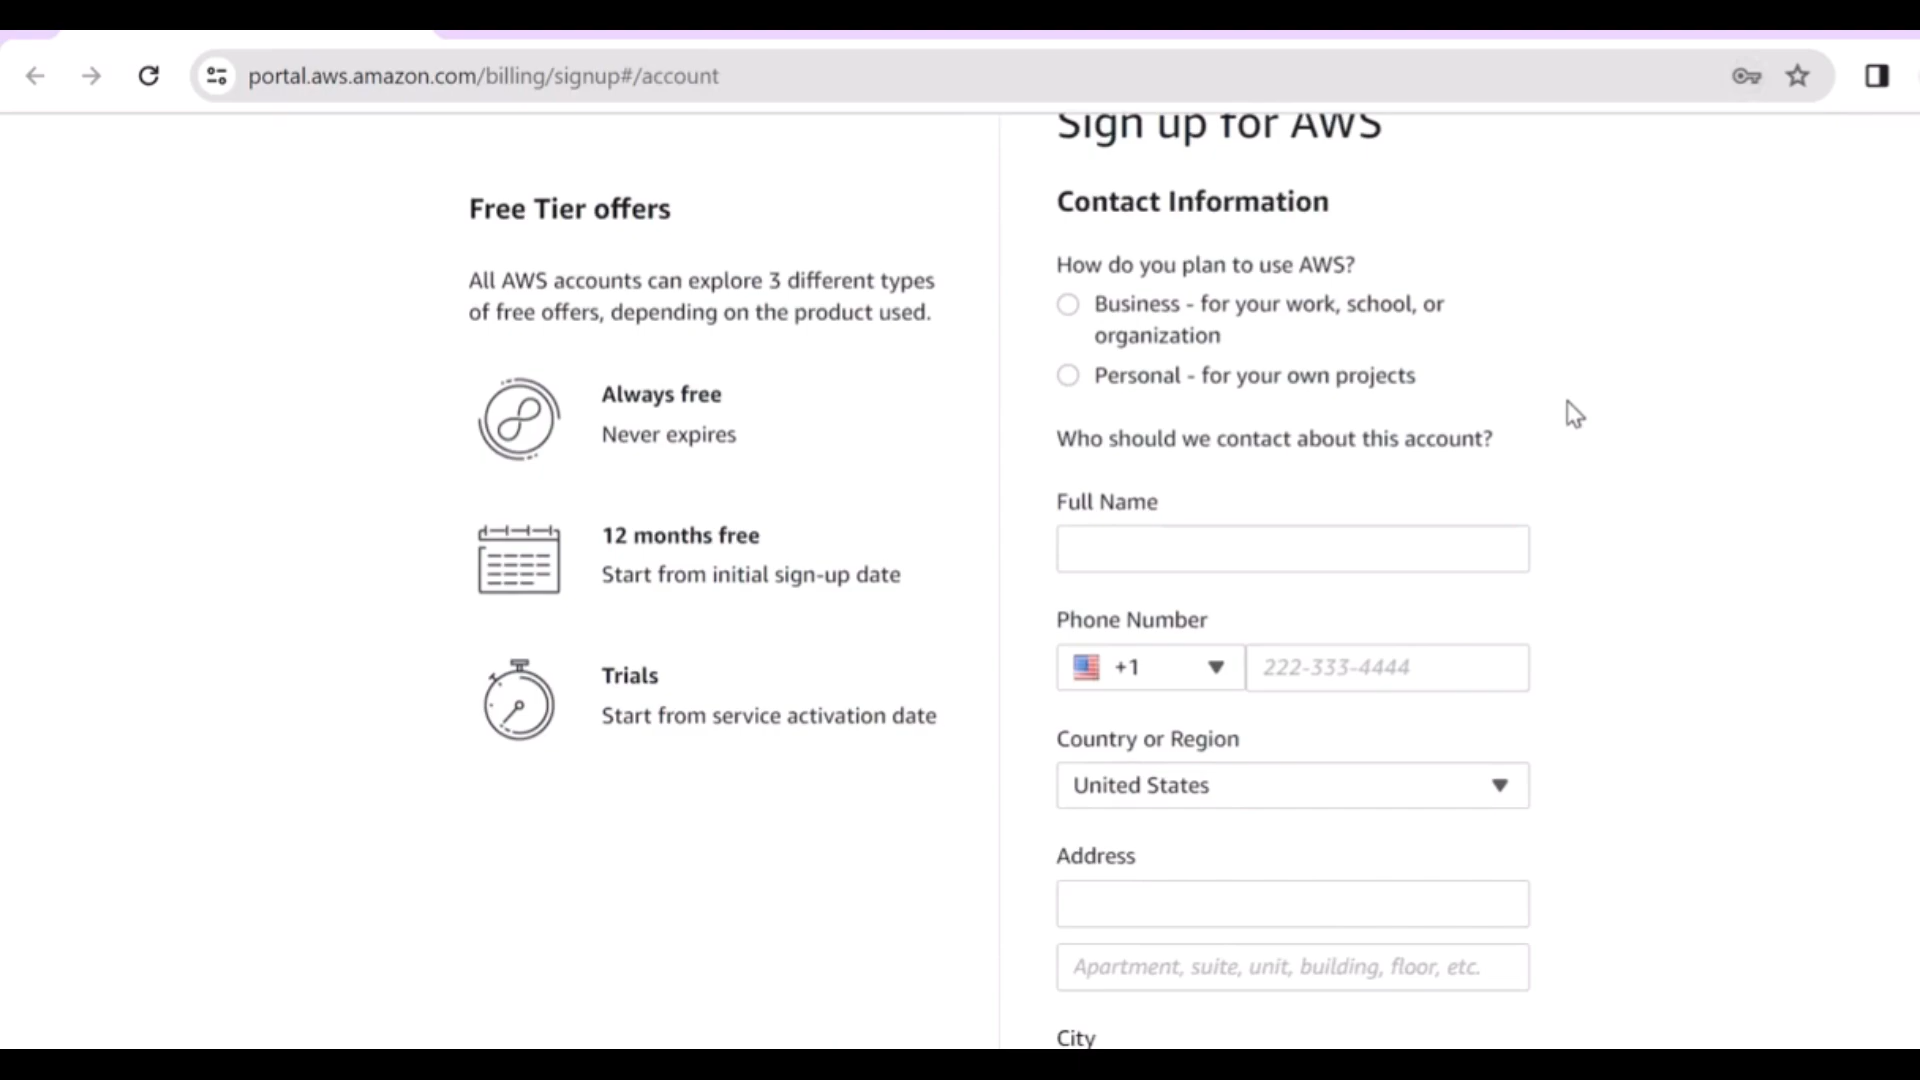 portal.aws.amazon.com/billing/signup#/account
Free Tier offers
All AWS accounts can explore 3 different types
of free offers, depending on the product used.
Always free
Never expires
12 months free
Start from initial sign-up date
Trials
Start from service activation date
Sign up for AWS
Contact Information
How do you plan to use AWS?
Business - for your work, school, or
organization
Personal - for your own projects
Who should we contact about this account?
Full Name
Phone Number
+1
222-333-4444
Country or Region
United States
Address
Apartment, suite, unit, building, floor, etc.
City